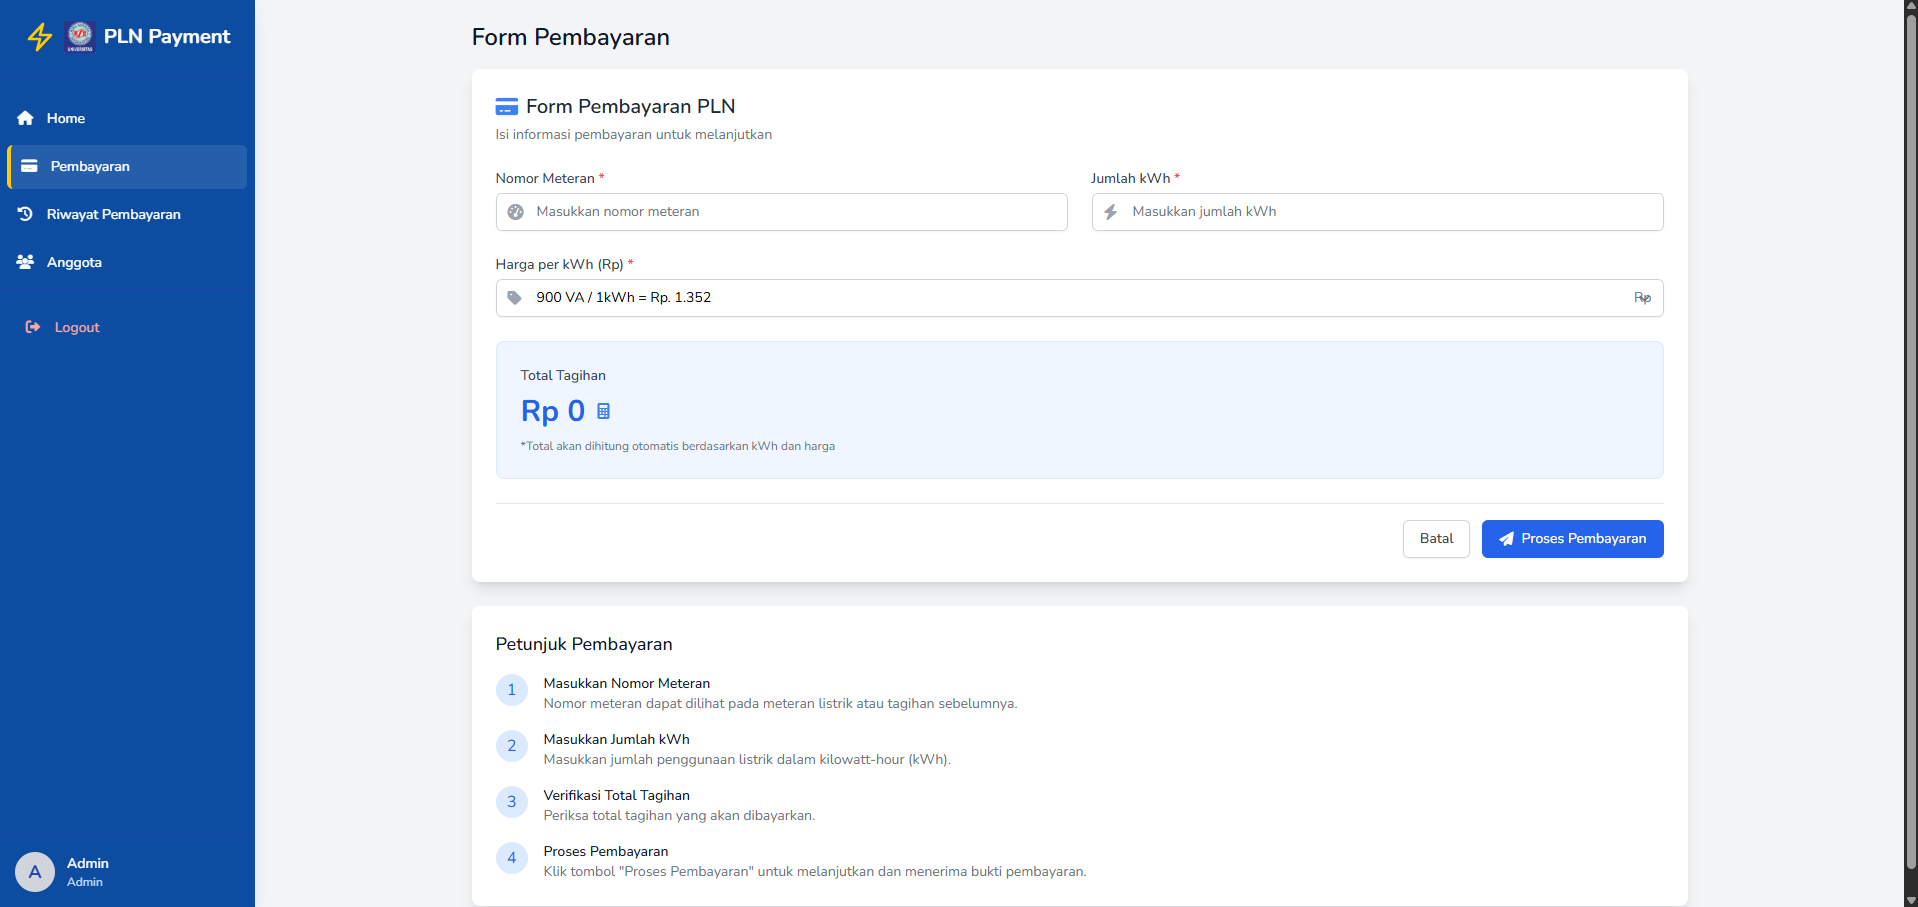 PLN Payment
UNIVERSITAS
Home
Pembayaran
Riwayat Pembayaran
Anggota
Logout
A
Admin
Admin
Form Pembayaran
Form Pembayaran PLN
Isi informasi pembayaran untuk melanjutkan
Nomor Meteran *
Masukkan nomor meteran
Jumlah kWh *
Masukkan jumlah kWh
Harga per kWh (Rp) *
900 VA / 1kWh = Rp. 1.352
Rp
Total Tagihan
Rp 0
*Total akan dihitung otomatis berdasarkan kWh dan harga
Batal
Proses Pembayaran
Petunjuk Pembayaran
1
Masukkan Nomor Meteran
Nomor meteran dapat dilihat pada meteran listrik atau tagihan sebelumnya.
2
Masukkan Jumlah kWh
Masukkan jumlah penggunaan listrik dalam kilowatt-hour (kWh).
3
Verifikasi Total Tagihan
Periksa total tagihan yang akan dibayarkan.
4
Proses Pembayaran
Klik tombol "Proses Pembayaran" untuk melanjutkan dan menerima bukti pembayaran.